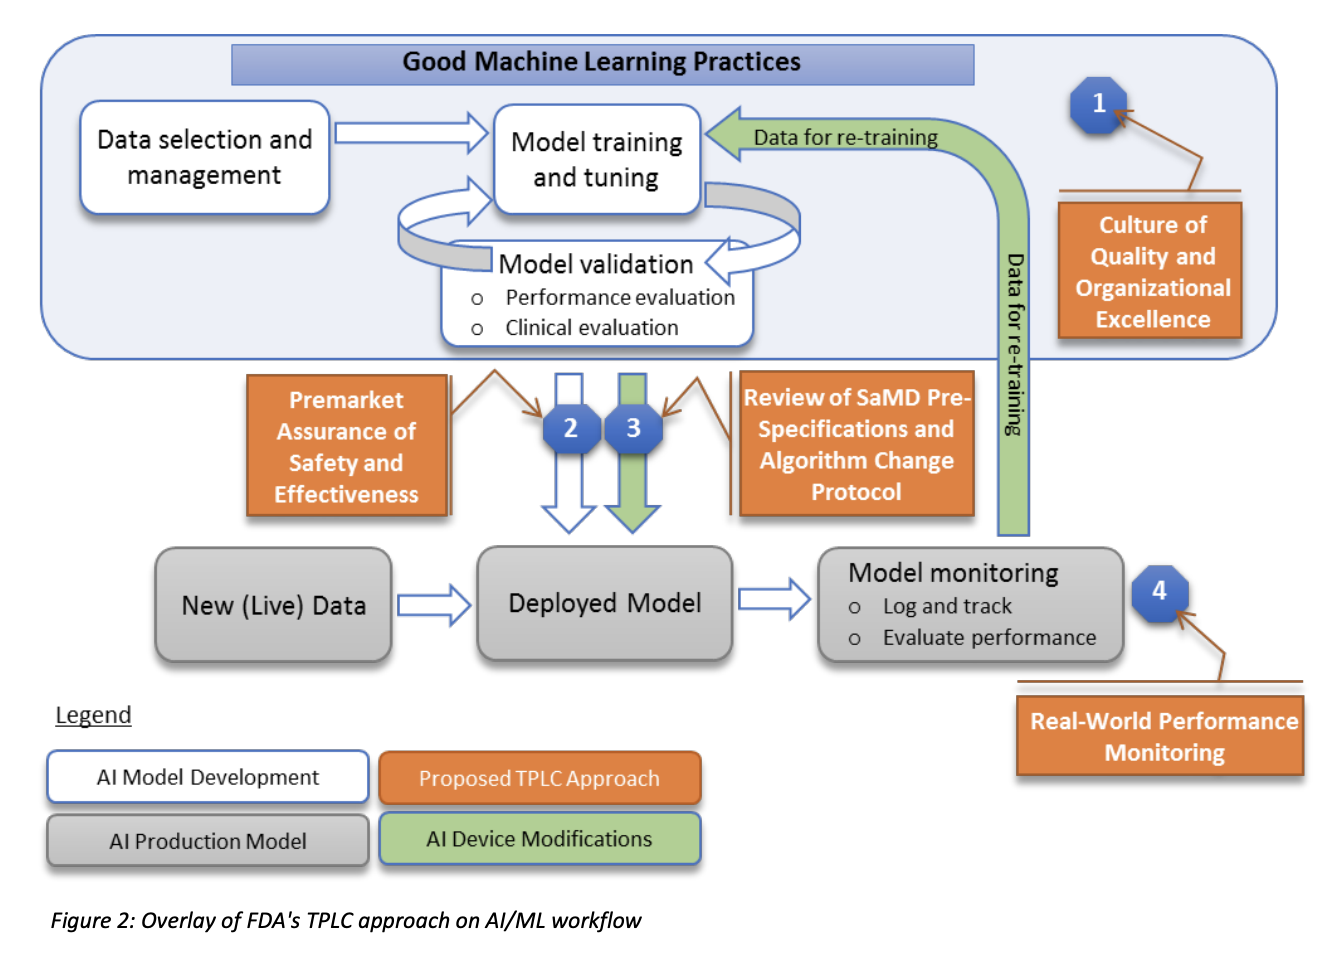 Good Machine Learning Practices
Data selection and
management
Model training
and tuning
Data for re-training
1
Culture of
Quality and
Organizational
Excellence
Model validation
o Performance evaluation
o Clinical evaluation
Data for re-training
Premarket
Assurance of
Safety and
Effectiveness
2
3
Review of SaMD Pre-
Specifications and
Algorithm Change
Protocol
New (Live) Data
Deployed Model
Model monitoring
o Log and track
o Evaluate performance
4
Real-World Performance
Monitoring
Legend
AI Model Development
Proposed TPLC Approach
AI Production Model
AI Device Modifications
Figure 2: Overlay of FDA's TPLC approach on AI/ML workflow